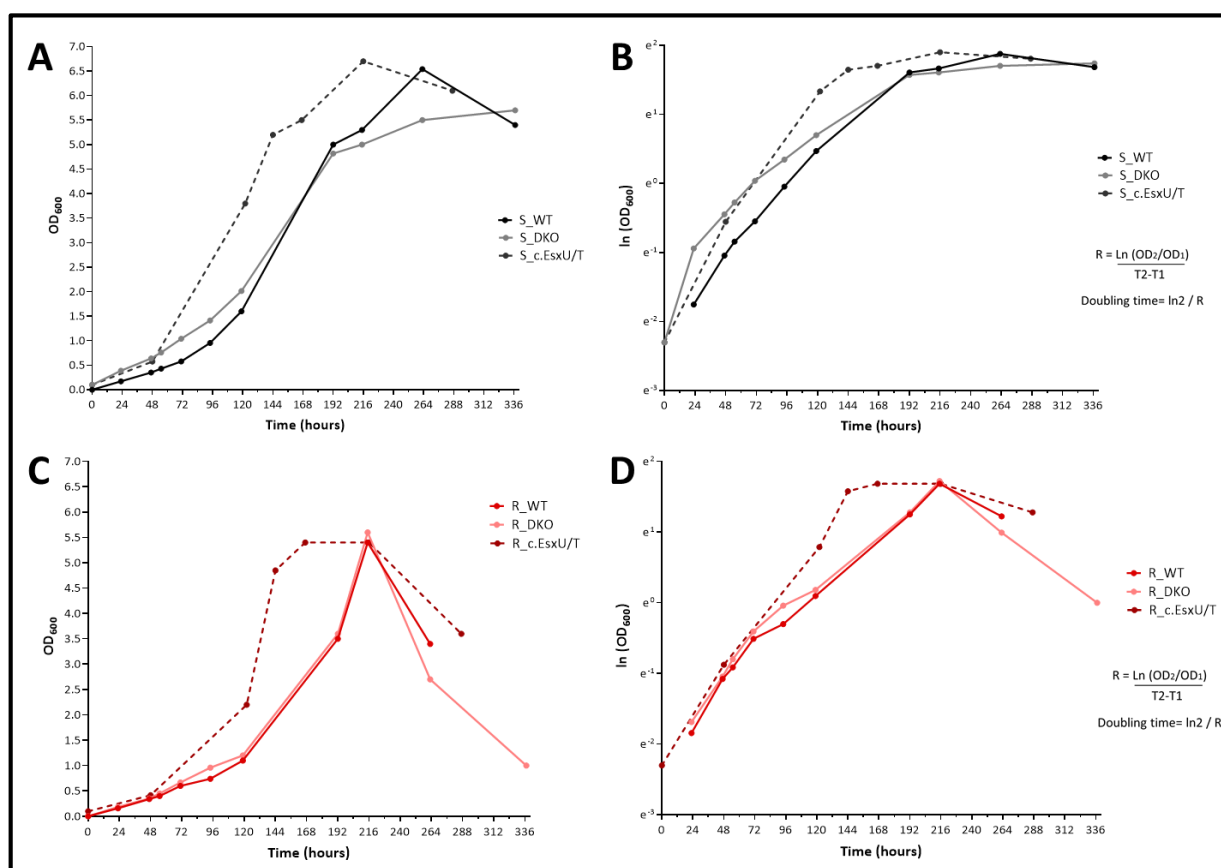 A
7.0
6.5
6.0
5.5
5.0
4.5
4.0
3.5
3.0
2.5
2.0
1.5
1.0
0.5
0.0
OD600
0 24 48 72 96 120 144 168 192 216 240 264 288 312 336
Time (hours)
S_WT
S_DKO
S_c.EsxU/T
B
e2
e1
e0
e-1
e-2
e-3
ln (OD600)
0 24 48 72 96 120 144 168 192 216 240 264 288 312 336
Time (hours)
S_WT
S_DKO
S_c.EsxU/T
R = Ln (OD2/OD1)
T2-T1
Doubling time= ln2 / R
C
7.0
6.5
6.0
5.5
5.0
4.5
4.0
3.5
3.0
2.5
2.0
1.5
1.0
0.5
0.0
OD600
0 24 48 72 96 120 144 168 192 216 240 264 288 312 336
Time (hours)
R_WT
R_DKO
R_c.EsxU/T
D
e2
e1
e0
e-1
e-2
e-3
ln (OD600)
0 24 48 72 96 120 144 168 192 216 240 264 288 312 336
Time (hours)
R_WT
R_DKO
R_c.EsxU/T
R = Ln (OD2/OD1)
T2-T1
Doubling time= ln2 / R